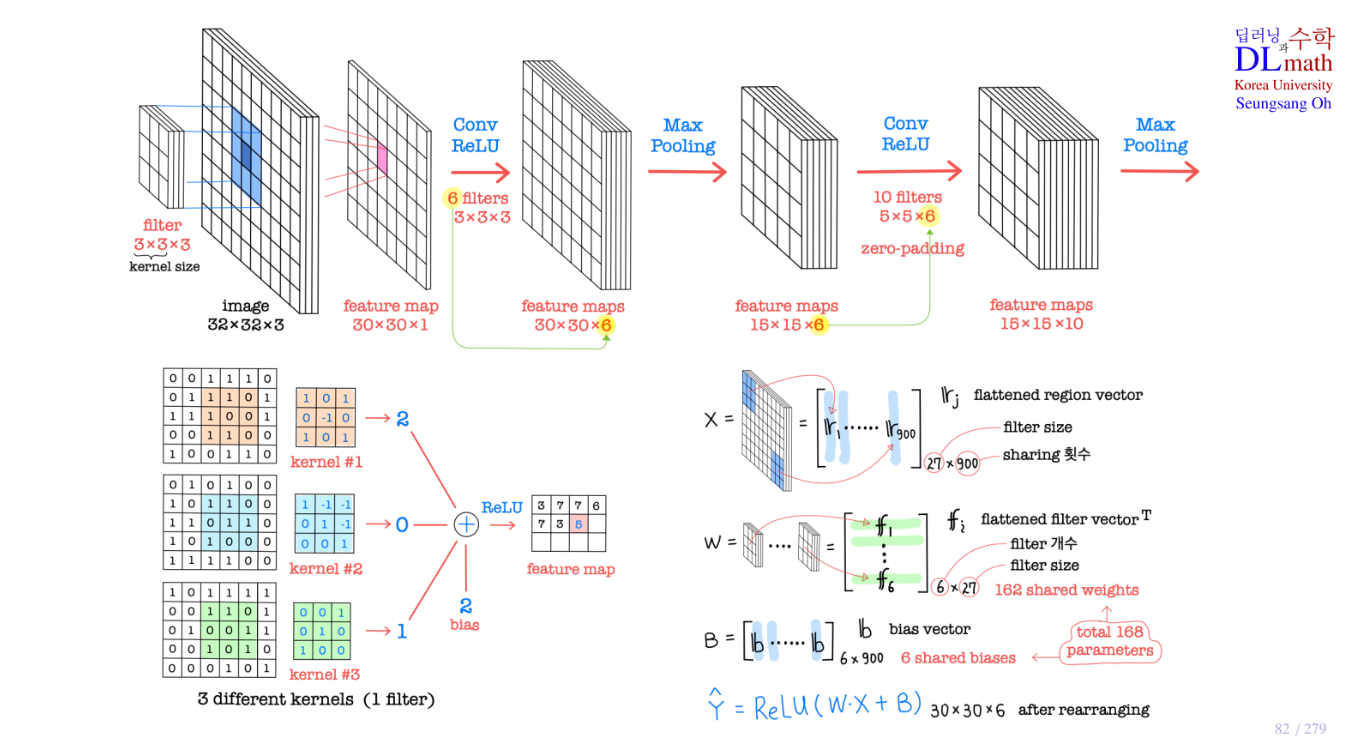 딥러닝과 수학
DL math
Korea University
Seungsang Oh
Conv
ReLU
6 filters
3×3×3
Max
Pooling
Conv
ReLU
10 filters
5×5×6
zero-padding
Max
Pooling
filter
3×3×3
kernel size
image
32×32×3
feature map
30×30×1
feature maps
30×30×6
feature maps
15×15×6
feature maps
15×15×10
0 0 1 1 1 0
0 1 1 1 0 1
1 1 1 0 0 1
0 0 1 1 0 0
1 0 0 1 1 0
1 0 1
0 -1 0
1 0 1
2
kernel #1
0 1 0 1 0 0
1 0 1 1 0 0
1 1 0 1 1 0
0 1 0 0 0 1
1 1 1 1 0 0
1 -1 -1
0 1 -1
0 0 1
0
kernel #2
1 0 1 1 1 1
0 0 1 1 0 1
0 1 0 0 1 1
0 0 1 0 1 0
0 0 0 1 0 1
0 0 1
0 1 0
1 0 0
1
kernel #3
+
2
bias
ReLU
3 7 7 6
7 3 5
feature map
3 different kernels (1 filter)
X = = [r1 ...... r900] 27 × 900
rj flattened region vector
filter size
sharing 횟수
W = .... = [f1 ⋮ f6] 6 × 27
fi flattened filter vector T
filter 개수
filter size
162 shared weights
total 168
parameters
B = [b ...... b] 6 × 900
b bias vector
6 shared biases
Ŷ = ReLU(W·X + B) 30×30×6 after rearranging
82 / 279